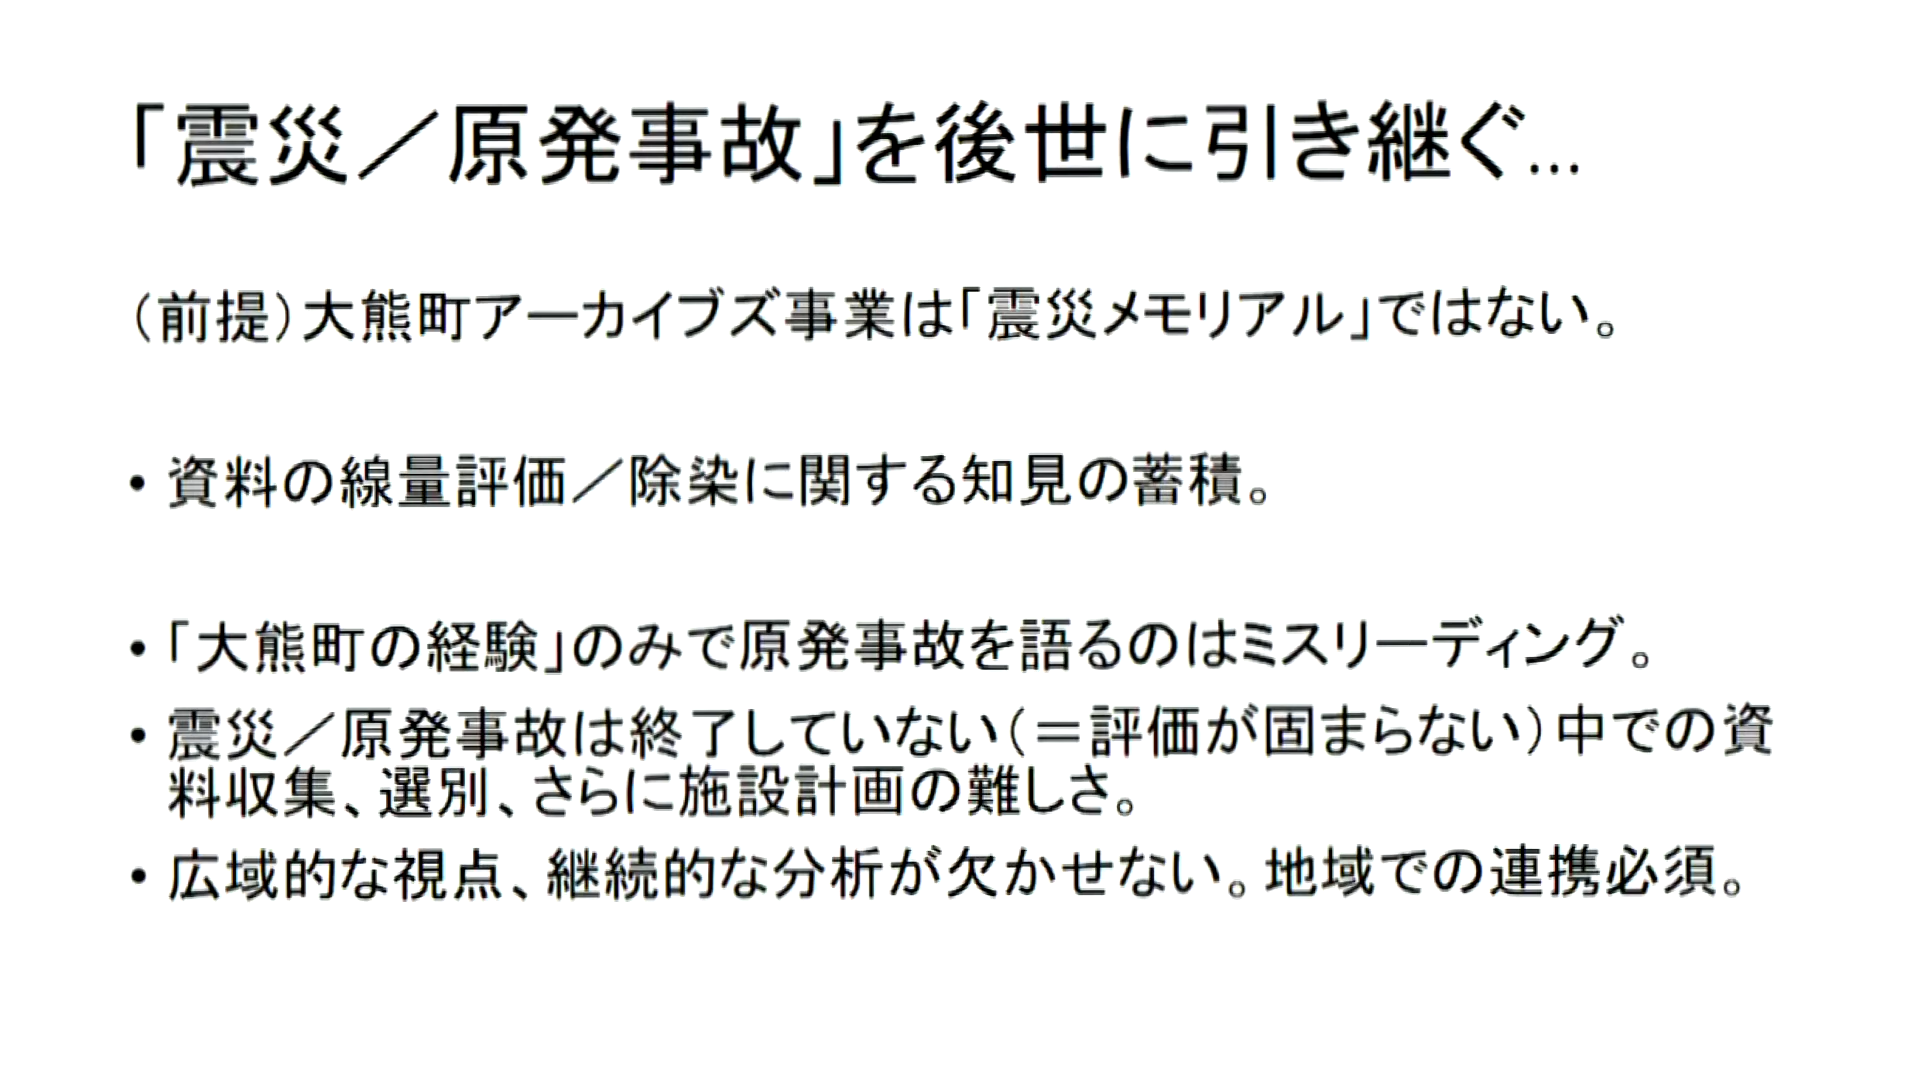 「震災／原発事故」を後世に引き継ぐ…
（前提）大熊町アーカイブズ事業は「震災メモリアル」ではない。
• 資料の線量評価／除染に関する知見の蓄積。
• 「大熊町の経験」のみで原発事故を語るのはミスリーディング。
• 震災／原発事故は終了していない（＝評価が固まらない）中での資
料収集、選別、さらに施設計画の難しさ。
• 広域的な視点、継続的な分析が欠かせない。地域での連携必須。